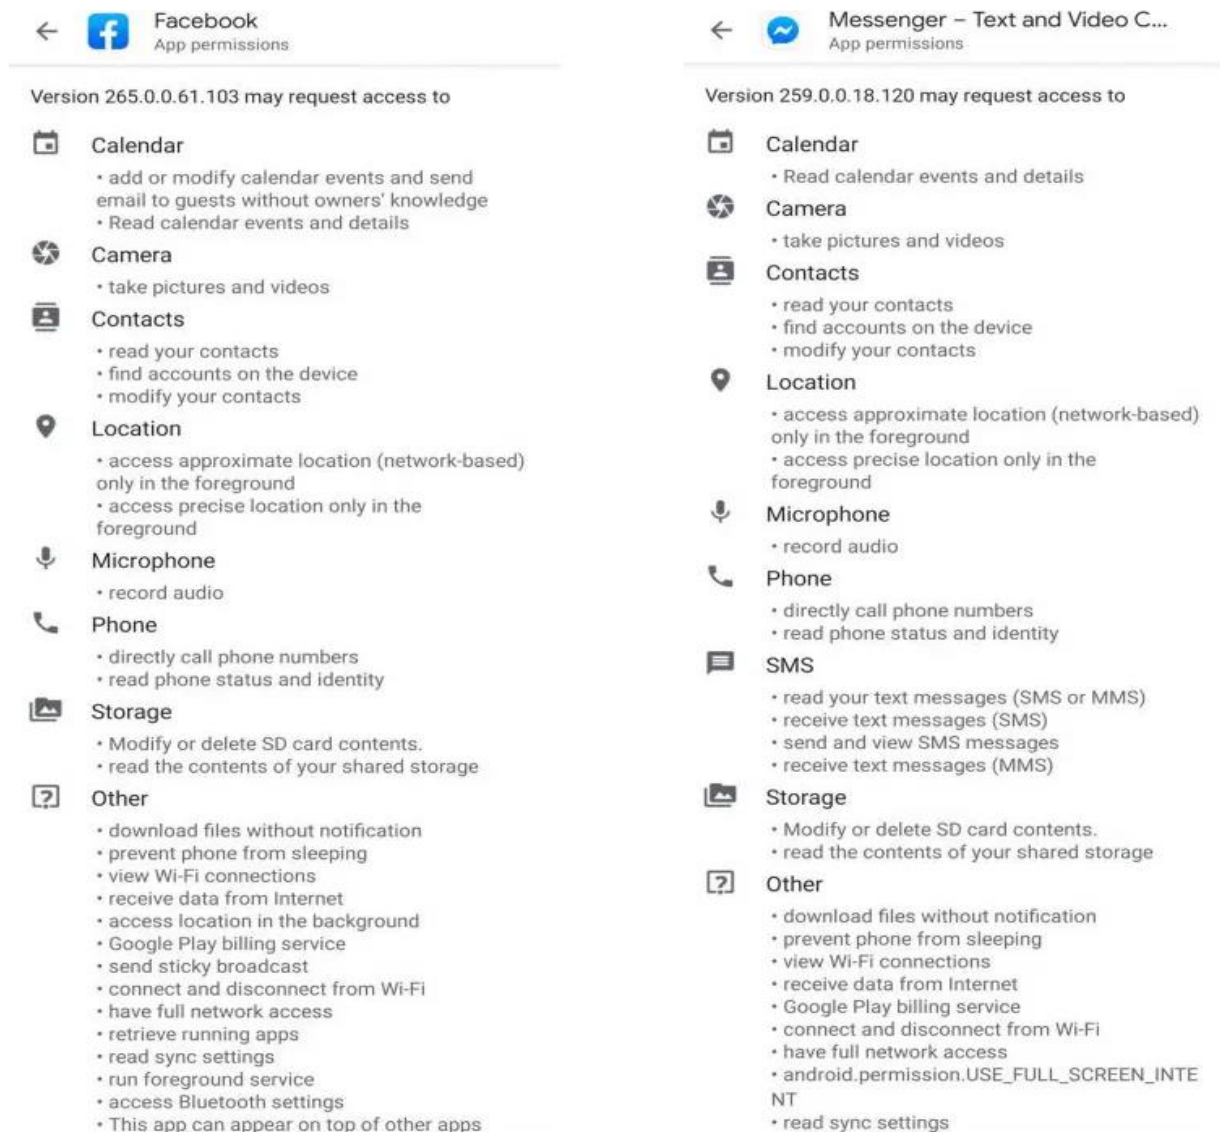 Facebook
App permissions
Version 265.0.0.61.103 may request access to
Calendar
• add or modify calendar events and send
email to guests without owners' knowledge
• Read calendar events and details
Camera
• take pictures and videos
Contacts
• read your contacts
• find accounts on the device
• modify your contacts
Location
• access approximate location (network-based)
only in the foreground
• access precise location only in the
foreground
Microphone
• record audio
Phone
• directly call phone numbers
• read phone status and identity
Storage
• Modify or delete SD card contents.
• read the contents of your shared storage
Other
• download files without notification
• prevent phone from sleeping
• view Wi-Fi connections
• receive data from Internet
• access location in the background
• Google Play billing service
• send sticky broadcast
• connect and disconnect from Wi-Fi
• have full network access
• retrieve running apps
• read sync settings
• run foreground service
• access Bluetooth settings
• This app can appear on top of other apps
Messenger – Text and Video C...
App permissions
Version 259.0.0.18.120 may request access to
Calendar
• Read calendar events and details
Camera
• take pictures and videos
Contacts
• read your contacts
• find accounts on the device
• modify your contacts
Location
• access approximate location (network-based)
only in the foreground
• access precise location only in the
foreground
Microphone
• record audio
Phone
• directly call phone numbers
• read phone status and identity
SMS
• read your text messages (SMS or MMS)
• receive text messages (SMS)
• send and view SMS messages
• receive text messages (MMS)
Storage
• Modify or delete SD card contents.
• read the contents of your shared storage
Other
• download files without notification
• prevent phone from sleeping
• view Wi-Fi connections
• receive data from Internet
• Google Play billing service
• connect and disconnect from Wi-Fi
• have full network access
• android.permission.USE_FULL_SCREEN_INTE
NT
• read sync settings